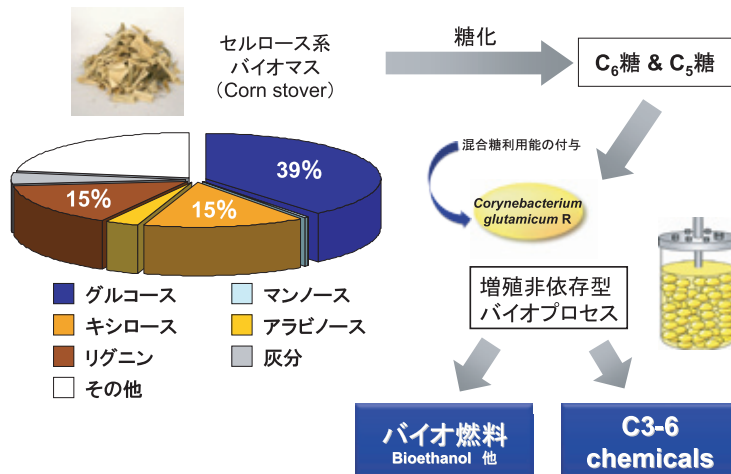 セルロース系
バイオマス
（Corn stover）
糖化
C₆糖 & C₅糖
混合糖利用能の付与
Corynebacterium
glutamicum R
39%
15%
15%
増殖非依存型
バイオプロセス
グルコース
マンノース
キシロース
アラビノース
リグニン
灰分
その他
バイオ燃料
Bioethanol 他
C3-6
chemicals